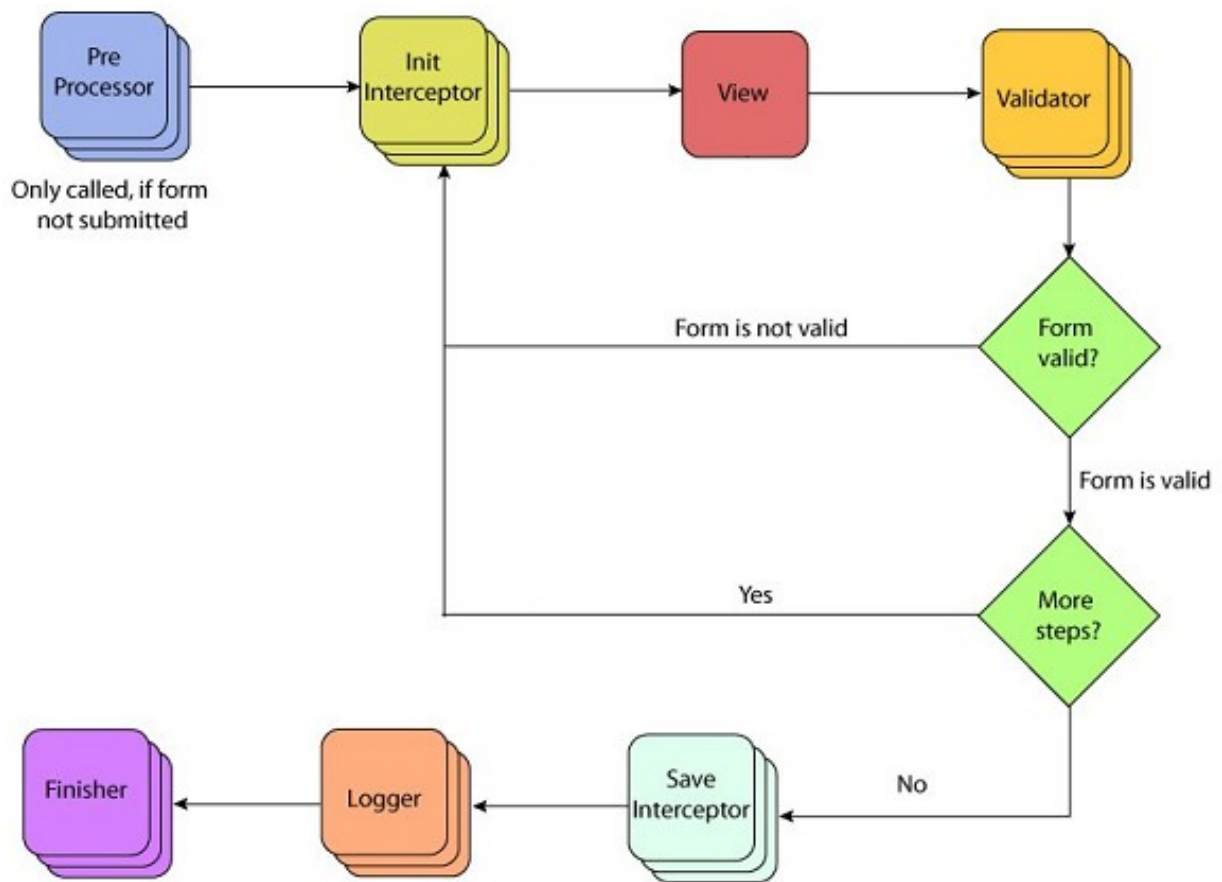 Pre
Processor
Init
Interceptor
View
Validator
Only called, if form
not submitted
Form is not valid
Form
valid?
Form is valid
Yes
More
steps?
Finisher
Logger
Save
Interceptor
No